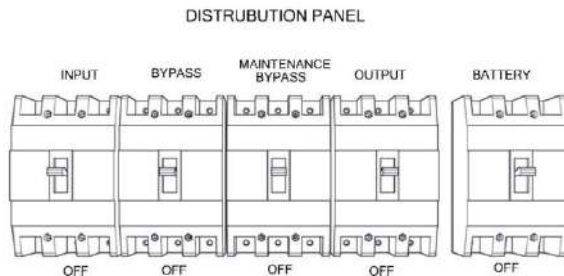 DISTRUBUTION PANEL
INPUT BYPASS MAINTENANCE BYPASS OUTPUT BATTERY
OFF OFF OFF OFF OFF